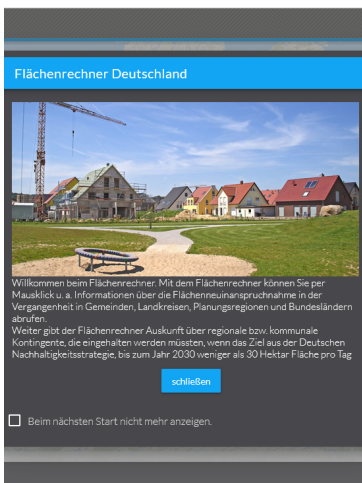 Flächenrechner Deutschland
Willkommen beim Flächenrechner. Mit dem Flächenrechner können Sie per
Mausklick u. a. Informationen über die Flächenneuinanspruchnahme in der
Vergangenheit in Gemeinden, Landkreisen, Planungsregionen und Bundesländern
abrufen.
Weiter gibt der Flächenrechner Auskunft über regionale bzw. kommunale
Kontingente, die eingehalten werden müssten, wenn das Ziel aus der Deutschen
Nachhaltigkeitsstrategie, bis zum Jahr 2030 weniger als 30 Hektar Fläche pro Tag
schließen
Beim nächsten Start nicht mehr anzeigen.